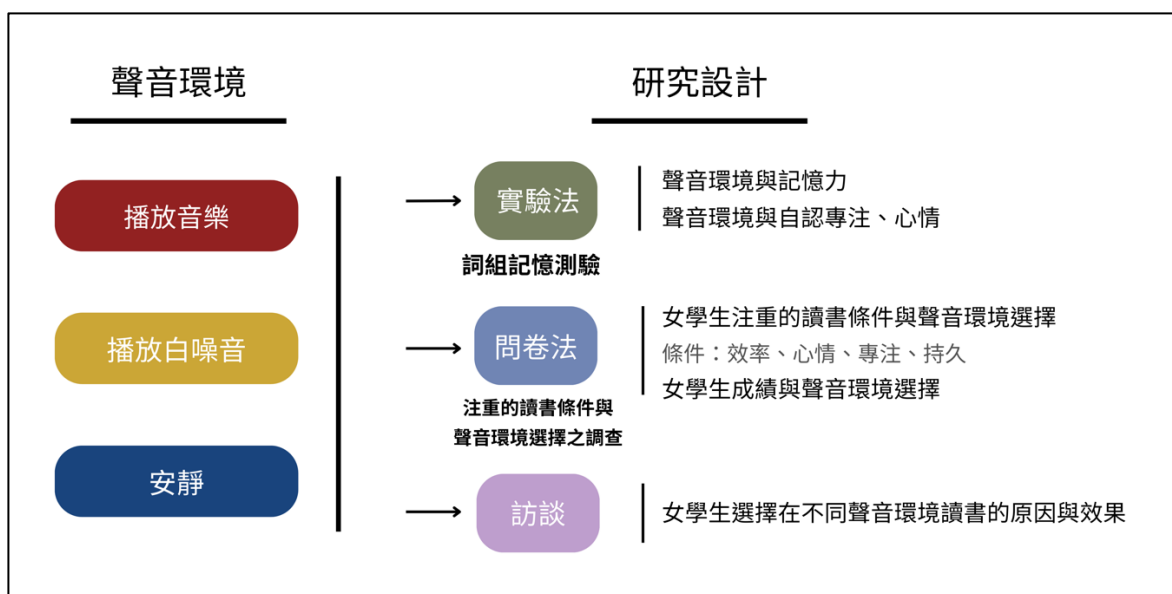 聲音環境
研究設計
播放音樂
播放白噪音
安靜
實驗法
詞組記憶測驗
聲音環境與記憶力
聲音環境與自認專注、心情
問卷法
注重的讀書條件與
聲音環境選擇之調查
女學生注重的讀書條件與聲音環境選擇
條件：效率、心情、專注、持久
女學生成績與聲音環境選擇
訪談
女學生選擇在不同聲音環境讀書的原因與效果